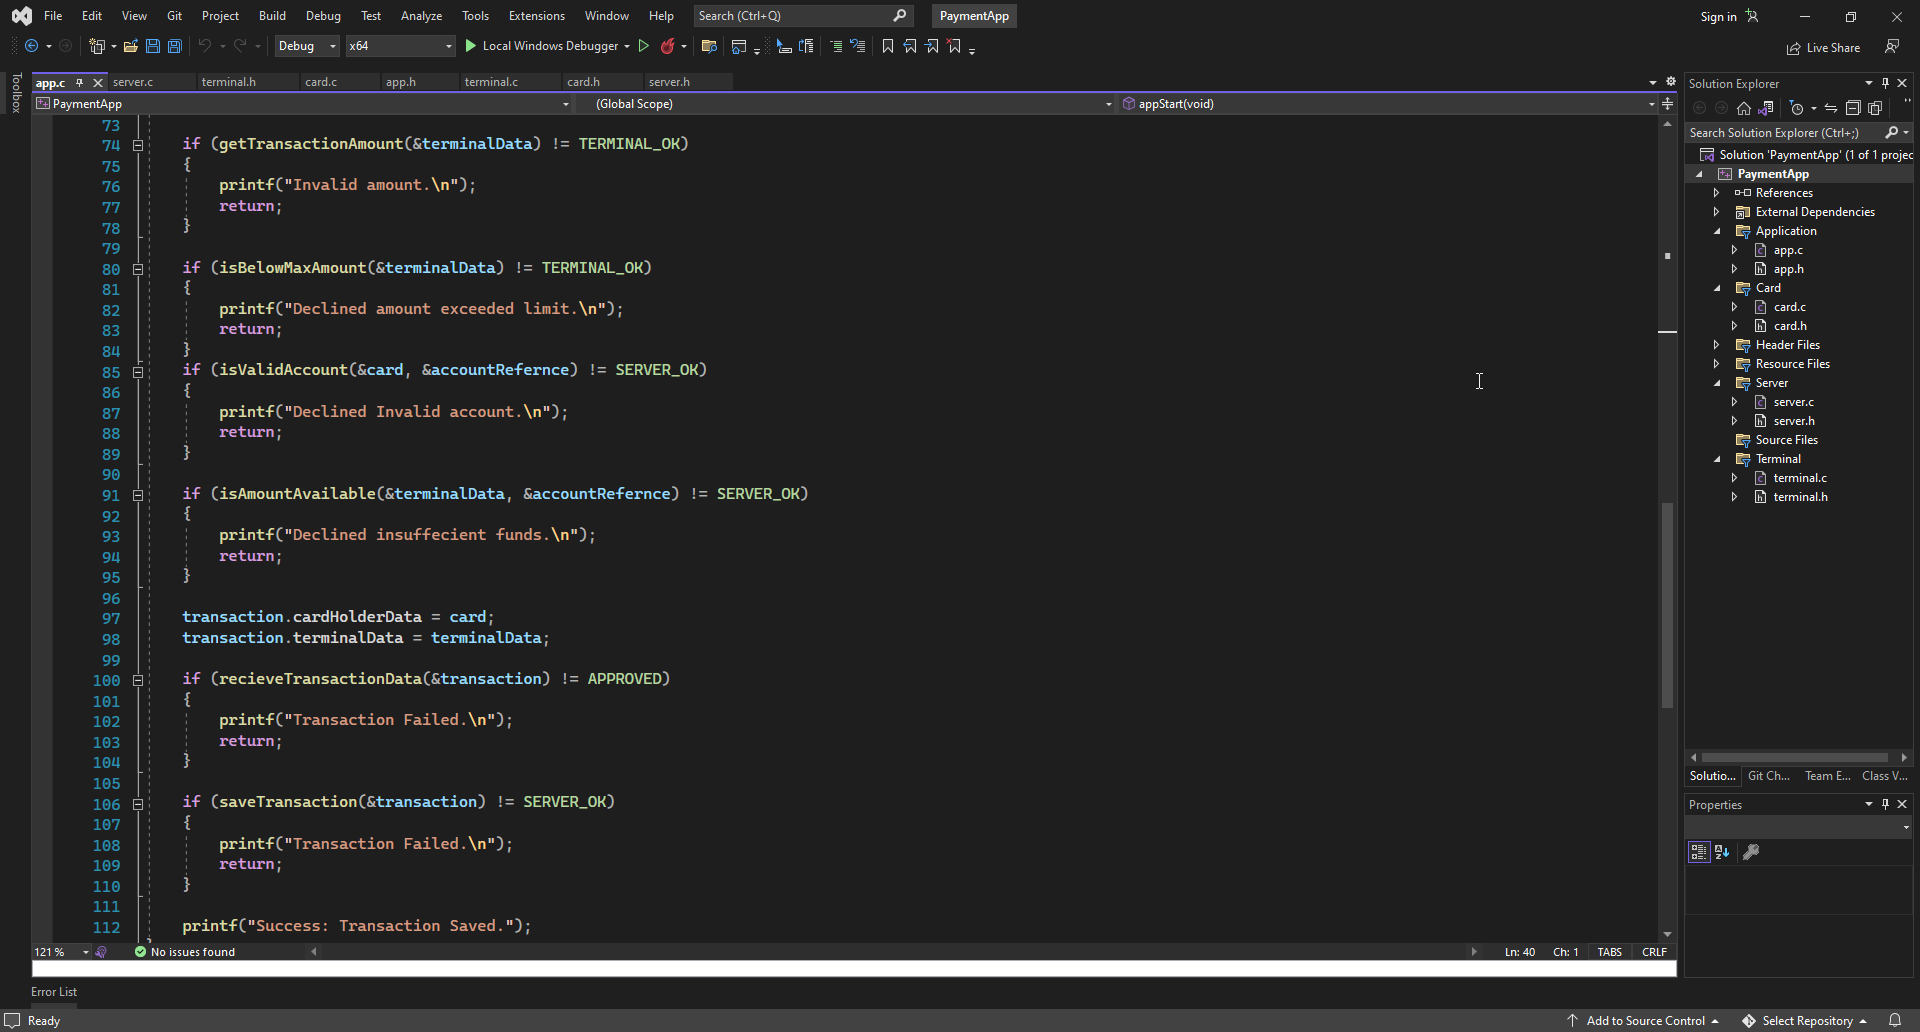 File Edit View Git Project Build Debug Test Analyze Tools Extensions Window Help Search (Ctrl+Q) PaymentApp Sign in
Debug x64 Local Windows Debugger Live Share
Toolbox
app.c server.c terminal.h card.c app.h terminal.c card.h server.h
PaymentApp (Global Scope) appStart(void)
73
74 if (getTransactionAmount(&terminalData) != TERMINAL_OK)
75 {
76 printf("Invalid amount.\n");
77 return;
78 }
79
80 if (isBelowMaxAmount(&terminalData) != TERMINAL_OK)
81 {
82 printf("Declined amount exceeded limit.\n");
83 return;
84 }
85 if (isValidAccount(&card, &accountRefernce) != SERVER_OK)
86 {
87 printf("Declined Invalid account.\n");
88 return;
89 }
90
91 if (isAmountAvailable(&terminalData, &accountRefernce) != SERVER_OK)
92 {
93 printf("Declined insuffecient funds.\n");
94 return;
95 }
96
97 transaction.cardHolderData = card;
98 transaction.terminalData = terminalData;
99
100 if (recieveTransactionData(&transaction) != APPROVED)
101 {
102 printf("Transaction Failed.\n");
103 return;
104 }
105
106 if (saveTransaction(&transaction) != SERVER_OK)
107 {
108 printf("Transaction Failed.\n");
109 return;
110 }
111
112 printf("Success: Transaction Saved.");
121 % No issues found Ln: 40 Ch: 1 TABS CRLF
Solution Explorer
Search Solution Explorer (Ctrl+;)
Solution 'PaymentApp' (1 of 1 projec
PaymentApp
References
External Dependencies
Application
app.c
app.h
Card
card.c
card.h
Header Files
Resource Files
Server
server.c
server.h
Source Files
Terminal
terminal.c
terminal.h
Solutio... Git Ch... Team E... Class V...
Properties
Error List
Ready Add to Source Control Select Repository